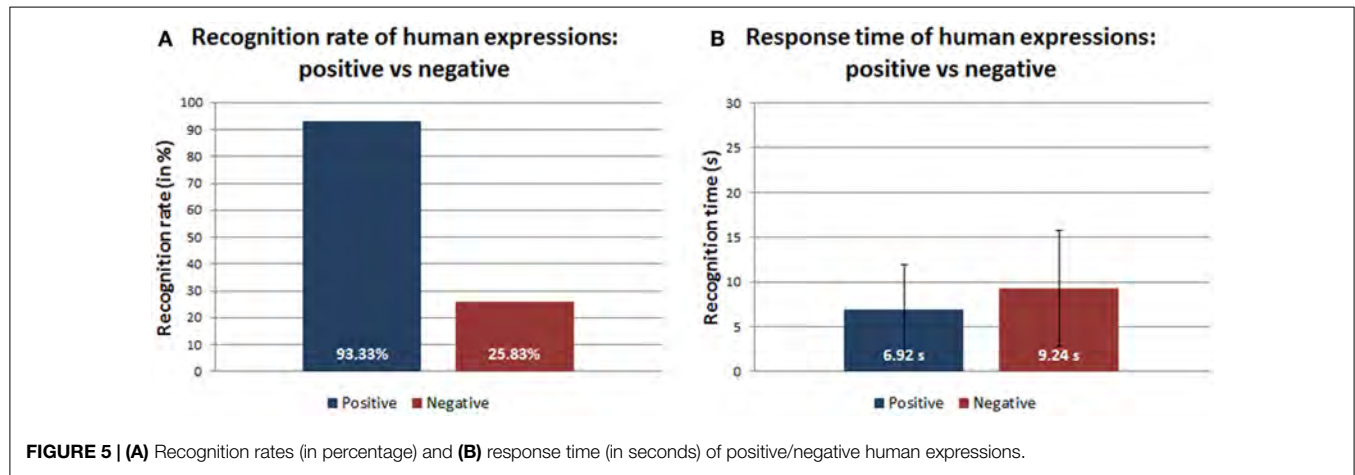 A Recognition rate of human expressions:
positive vs negative
Recognition rate (in %)
100
90
80
70
60
50
40
30
20
10
0
93.33%
25.83%
Positive
Negative
B Response time of human expressions:
positive vs negative
Recognition time (s)
30
25
20
15
10
5
0
6.92 s
9.24 s
Positive
Negative
FIGURE 5 | (A) Recognition rates (in percentage) and (B) response time (in seconds) of positive/negative human expressions.